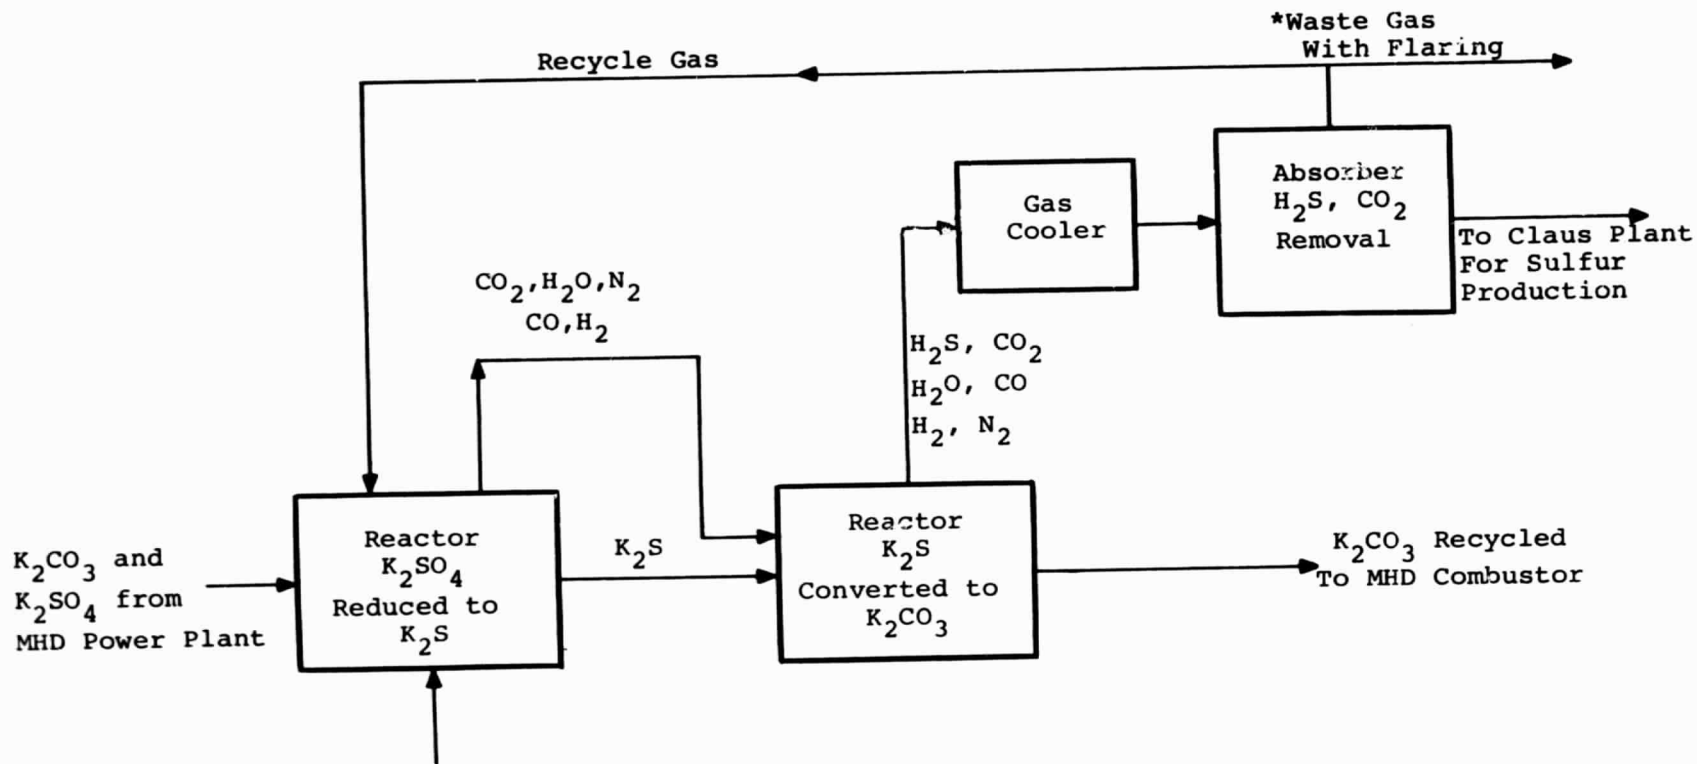 *Waste Gas
With Flaring
Recycle Gas
Absorber
H₂S, CO₂
Removal
Gas
Cooler
To Claus Plant
For Sulfur
Production
CO₂,H₂O,N₂
CO,H₂
H₂S, CO₂
H₂O, CO
H₂, N₂
K₂CO₃ and
K₂SO₄ from
MHD Power Plant
Reactor
K₂SO₄
Reduced to
K₂S
K₂S
Reactor
K₂S
Converted to
K₂CO₃
K₂CO₃ Recycled
To MHD Combustor